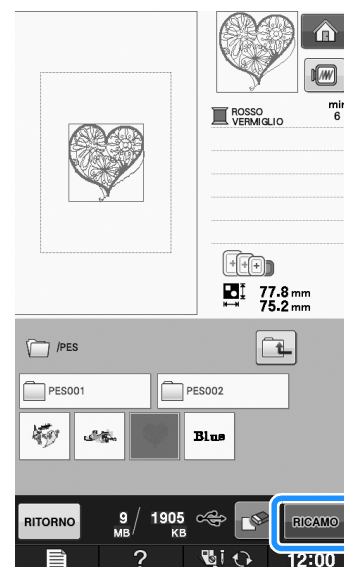 ROSSO
VERMIGLIO
min
6
77.8 mm
75.2 mm
/PES
PES001
PES002
Blue
RITORNO
9 MB / 1905 KB
RICAMO
?
i
12:00